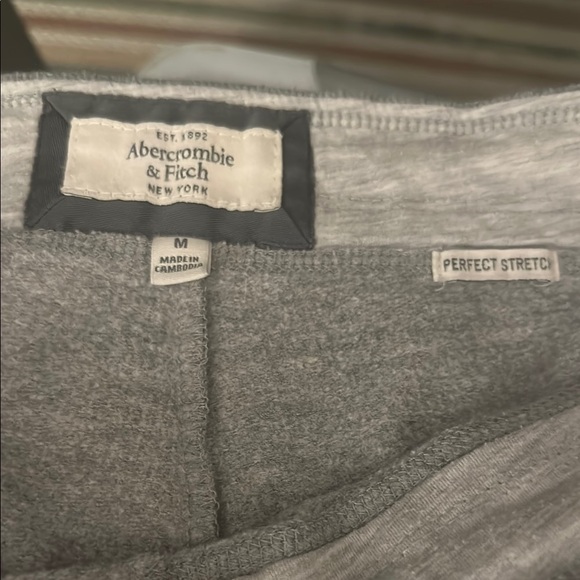 EST. 1892
Abercrombie
& Fitch
NEW YORK
M
MADE IN
CAMBODIA
PERFECT STRETC